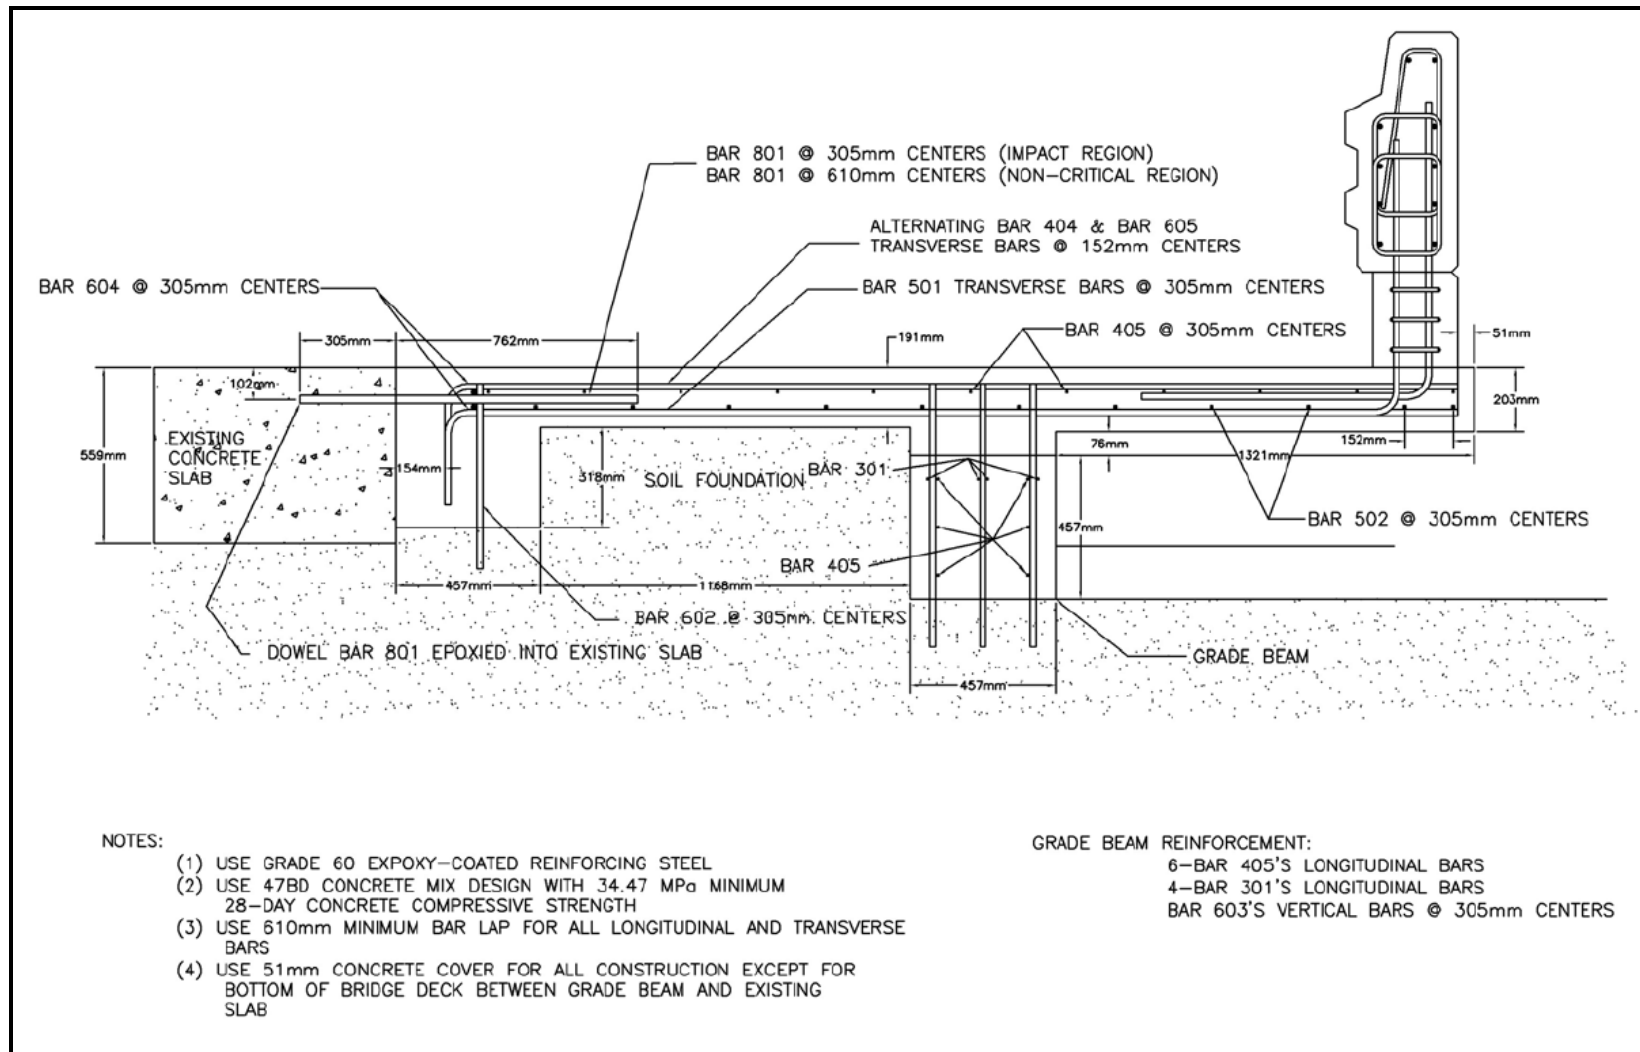 BAR 801 @ 305mm CENTERS (IMPACT REGION)
BAR 801 @ 610mm CENTERS (NON-CRITICAL REGION)
ALTERNATING BAR 404 & BAR 605
TRANSVERSE BARS @ 152mm CENTERS
BAR 604 @ 305mm CENTERS
BAR 501 TRANSVERSE BARS @ 305mm CENTERS
305mm
762mm
191mm
BAR 405 @ 305mm CENTERS
51mm
102mm
203mm
559mm
EXISTING
CONCRETE
SLAB
154mm
318mm
SOIL FOUNDATION
BAR 301
76mm
152mm
1321mm
457mm
BAR 502 @ 305mm CENTERS
BAR 405
457mm
1168mm
BAR 602 @ 305mm CENTERS
DOWEL BAR 801 EPOXIED INTO EXISTING SLAB
GRADE BEAM
457mm
NOTES:
(1) USE GRADE 60 EXPOXY-COATED REINFORCING STEEL
(2) USE 47BD CONCRETE MIX DESIGN WITH 34.47 MPa MINIMUM
28-DAY CONCRETE COMPRESSIVE STRENGTH
(3) USE 610mm MINIMUM BAR LAP FOR ALL LONGITUDINAL AND TRANSVERSE
BARS
(4) USE 51mm CONCRETE COVER FOR ALL CONSTRUCTION EXCEPT FOR
BOTTOM OF BRIDGE DECK BETWEEN GRADE BEAM AND EXISTING
SLAB
GRADE BEAM REINFORCEMENT:
6-BAR 405'S LONGITUDINAL BARS
4-BAR 301'S LONGITUDINAL BARS
BAR 603'S VERTICAL BARS @ 305mm CENTERS